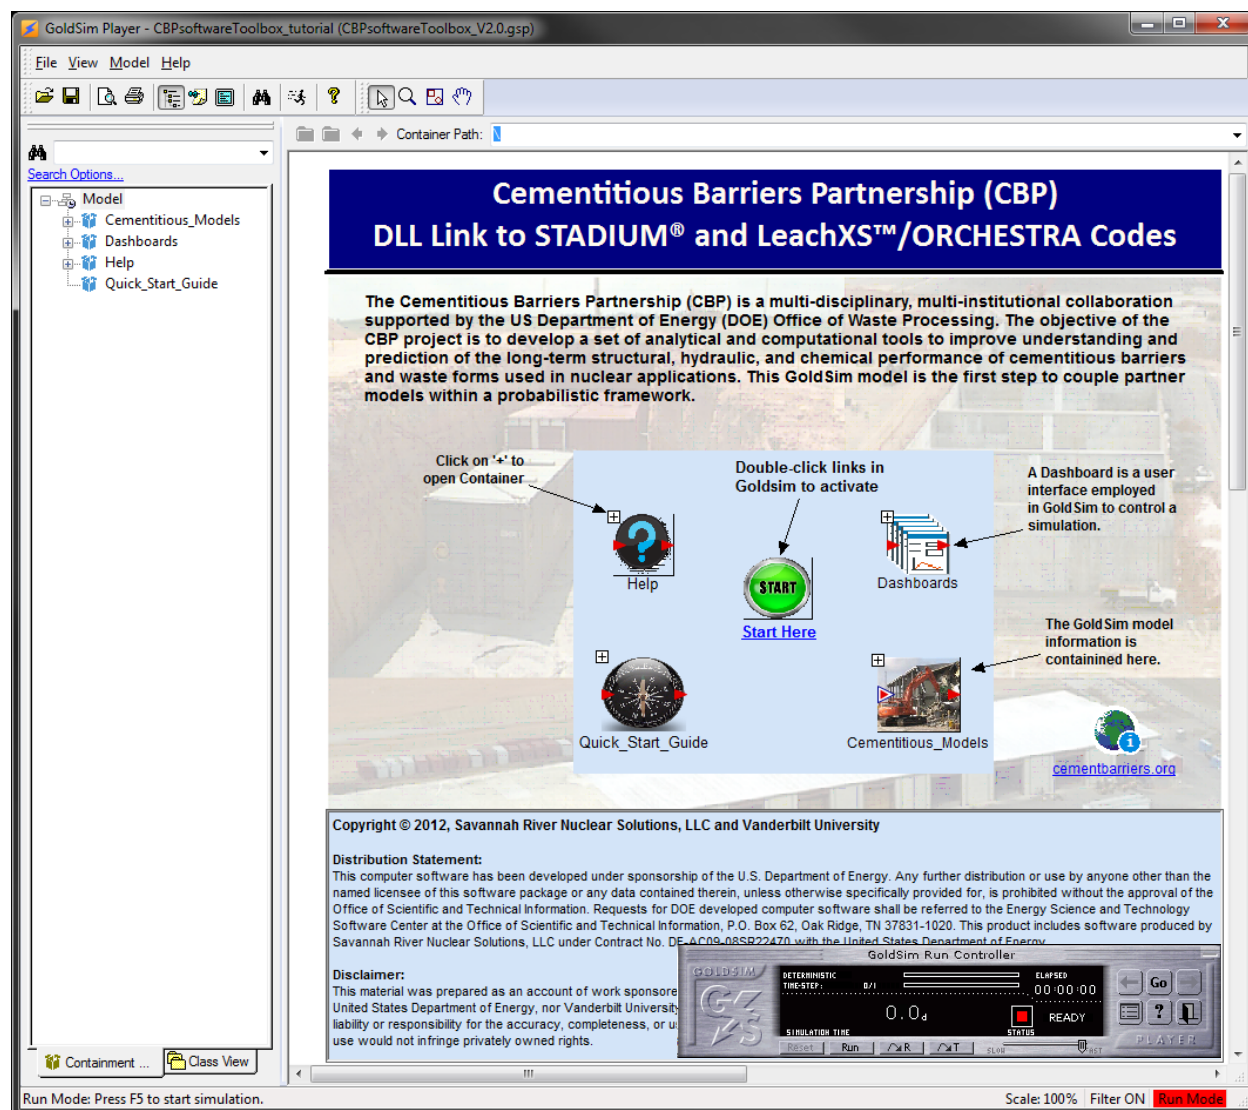 GoldSim Player - CBPsoftwareToolbox_tutorial (CBPsoftwareToolbox_V2.0.gsp)
File View Model Help
Container Path: \
Search Options...
Model
Cementitious_Models
Dashboards
Help
Quick_Start_Guide
Cementitious Barriers Partnership (CBP)
DLL Link to STADIUM® and LeachXS™/ORCHESTRA Codes
The Cementitious Barriers Partnership (CBP) is a multi-disciplinary, multi-institutional collaboration
supported by the US Department of Energy (DOE) Office of Waste Processing. The objective of the
CBP project is to develop a set of analytical and computational tools to improve understanding and
prediction of the long-term structural, hydraulic, and chemical performance of cementitious barriers
and waste forms used in nuclear applications. This GoldSim model is the first step to couple partner
models within a probabilistic framework.
Click on '+' to
open Container
Double-click links in
Goldsim to activate
A Dashboard is a user
interface employed
in GoldSim to control a
simulation.
Help
START
Start Here
Dashboards
The GoldSim model
information is
containined here.
Quick_Start_Guide
Cementitious_Models
cementbarriers.org
Copyright © 2012, Savannah River Nuclear Solutions, LLC and Vanderbilt University
Distribution Statement:
This computer software has been developed under sponsorship of the U.S. Department of Energy. Any further distribution or use by anyone other than the
named licensee of this software package or any data contained therein, unless otherwise specifically provided for, is prohibited without the approval of the
Office of Scientific and Technical Information. Requests for DOE developed computer software shall be referred to the Energy Science and Technology
Software Center at the Office of Scientific and Technical Information, P.O. Box 62, Oak Ridge, TN 37831-1020. This product includes software produced by
Savannah River Nuclear Solutions, LLC under Contract No. DE-AC09-08SR22470 with the United States Department of Energy
Disclaimer:
This material was prepared as an account of work sponsore
United States Department of Energy, nor Vanderbilt University
liability or responsibility for the accuracy, completeness, or u
use would not infringe privately owned rights.
GoldSim Run Controller
GOLDSIM
DETERMINISTIC
TIME-STEP: 0/1
ELAPSED
00:00:00
Go
0.0d
READY
?
SIMULATION TIME
STATUS
Reset Run R T SLOW FAST
PLAYER
Containment ... Class View
Run Mode: Press F5 to start simulation.
Scale: 100% Filter ON Run Mode